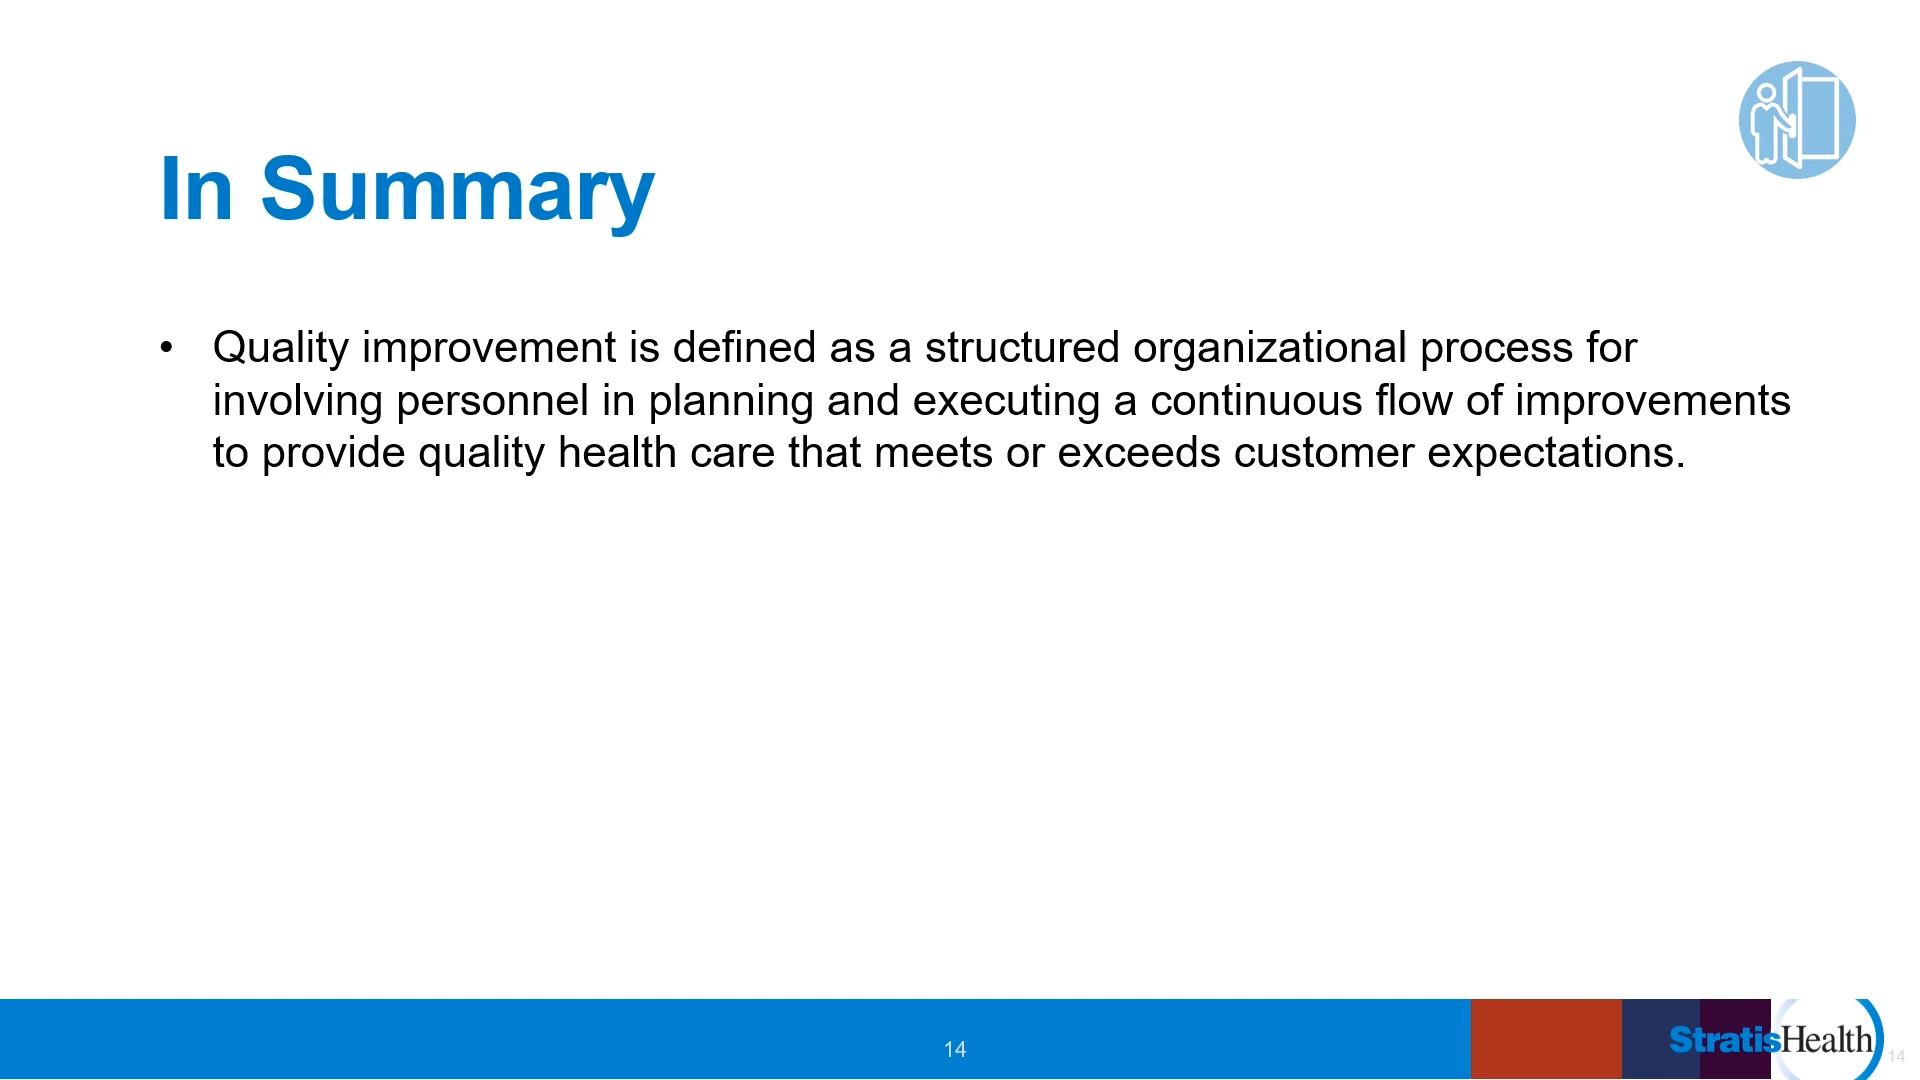 In Summary
• Quality improvement is defined as a structured organizational process for
involving personnel in planning and executing a continuous flow of improvements
to provide quality health care that meets or exceeds customer expectations.
14
StratisHealth
14